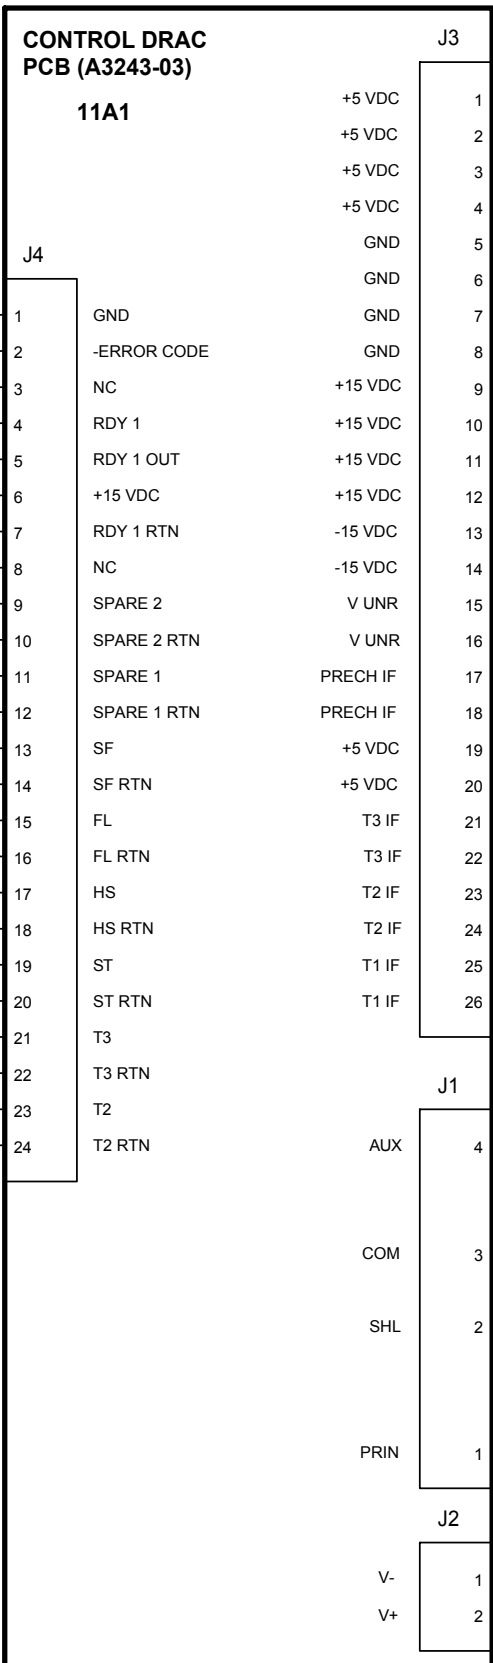 CONTROL DRAC
PCB (A3243-03)
11A1
J3
+5 VDC 1
+5 VDC 2
+5 VDC 3
+5 VDC 4
GND 5
GND 6
GND 7
GND 8
+15 VDC 9
+15 VDC 10
+15 VDC 11
+15 VDC 12
-15 VDC 13
-15 VDC 14
V UNR 15
V UNR 16
PRECH IF 17
PRECH IF 18
+5 VDC 19
+5 VDC 20
T3 IF 21
T3 IF 22
T2 IF 23
T2 IF 24
T1 IF 25
T1 IF 26
J4
1 GND
2 -ERROR CODE
3 NC
4 RDY 1
5 RDY 1 OUT
6 +15 VDC
7 RDY 1 RTN
8 NC
9 SPARE 2
10 SPARE 2 RTN
11 SPARE 1
12 SPARE 1 RTN
13 SF
14 SF RTN
15 FL
16 FL RTN
17 HS
18 HS RTN
19 ST
20 ST RTN
21 T3
22 T3 RTN
23 T2
24 T2 RTN
J1
AUX 4
COM 3
SHL 2
PRIN 1
J2
V- 1
V+ 2